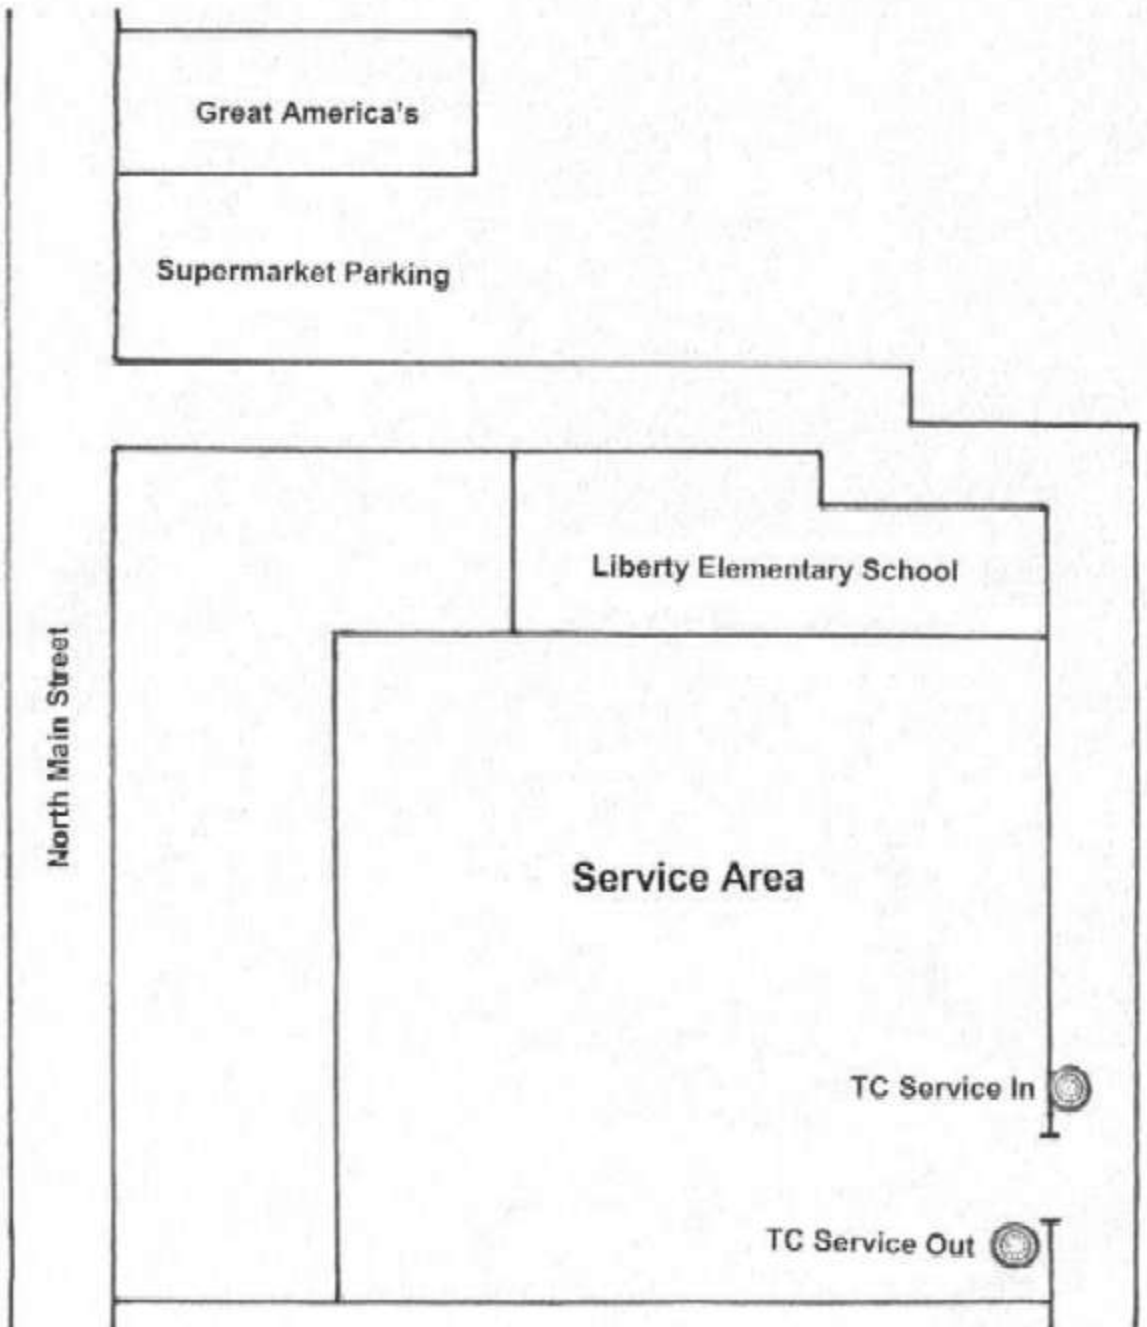 Great America's
Supermarket Parking
Liberty Elementary School
North Main Street
Service Area
TC Service In
TC Service Out